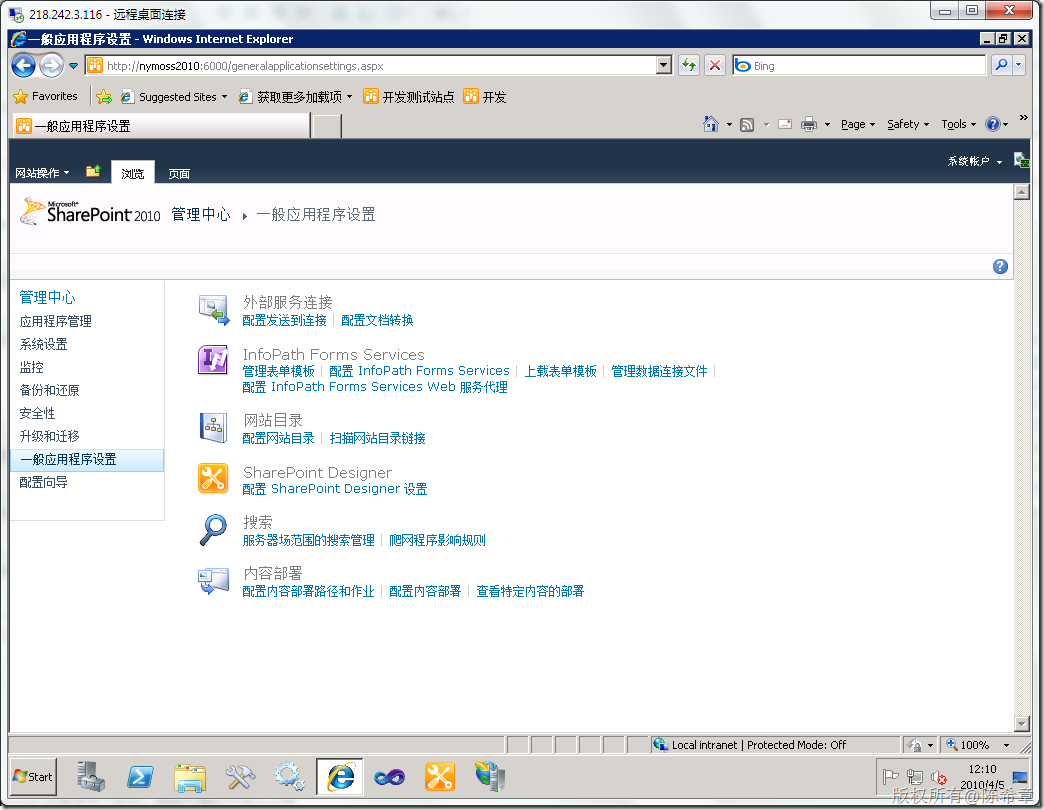 218.242.3.116 - 远程桌面连接
一般应用程序设置 - Windows Internet Explorer
http://nymoss2010:6000/generalapplicationsettings.aspx
Bing
Favorites
Suggested Sites
获取更多加载项
开发测试站点
开发
一般应用程序设置
Page
Safety
Tools
网站操作
浏览
页面
系统帐户
Microsoft
SharePoint 2010
管理中心
一般应用程序设置
管理中心
应用程序管理
系统设置
监控
备份和还原
安全性
升级和迁移
一般应用程序设置
配置向导
外部服务连接
配置发送到连接 | 配置文档转换
InfoPath Forms Services
管理表单模板 | 配置 InfoPath Forms Services | 上载表单模板 | 管理数据连接文件 |
配置 InfoPath Forms Services Web 服务代理
网站目录
配置网站目录 | 扫描网站目录链接
SharePoint Designer
配置 SharePoint Designer 设置
搜索
服务器场范围的搜索管理 | 爬网程序影响规则
内容部署
配置内容部署路径和作业 | 配置内容部署 | 查看特定内容的部署
Local intranet | Protected Mode: Off
100%
Start
12:10
2010/4/5
版权所有@陈希章